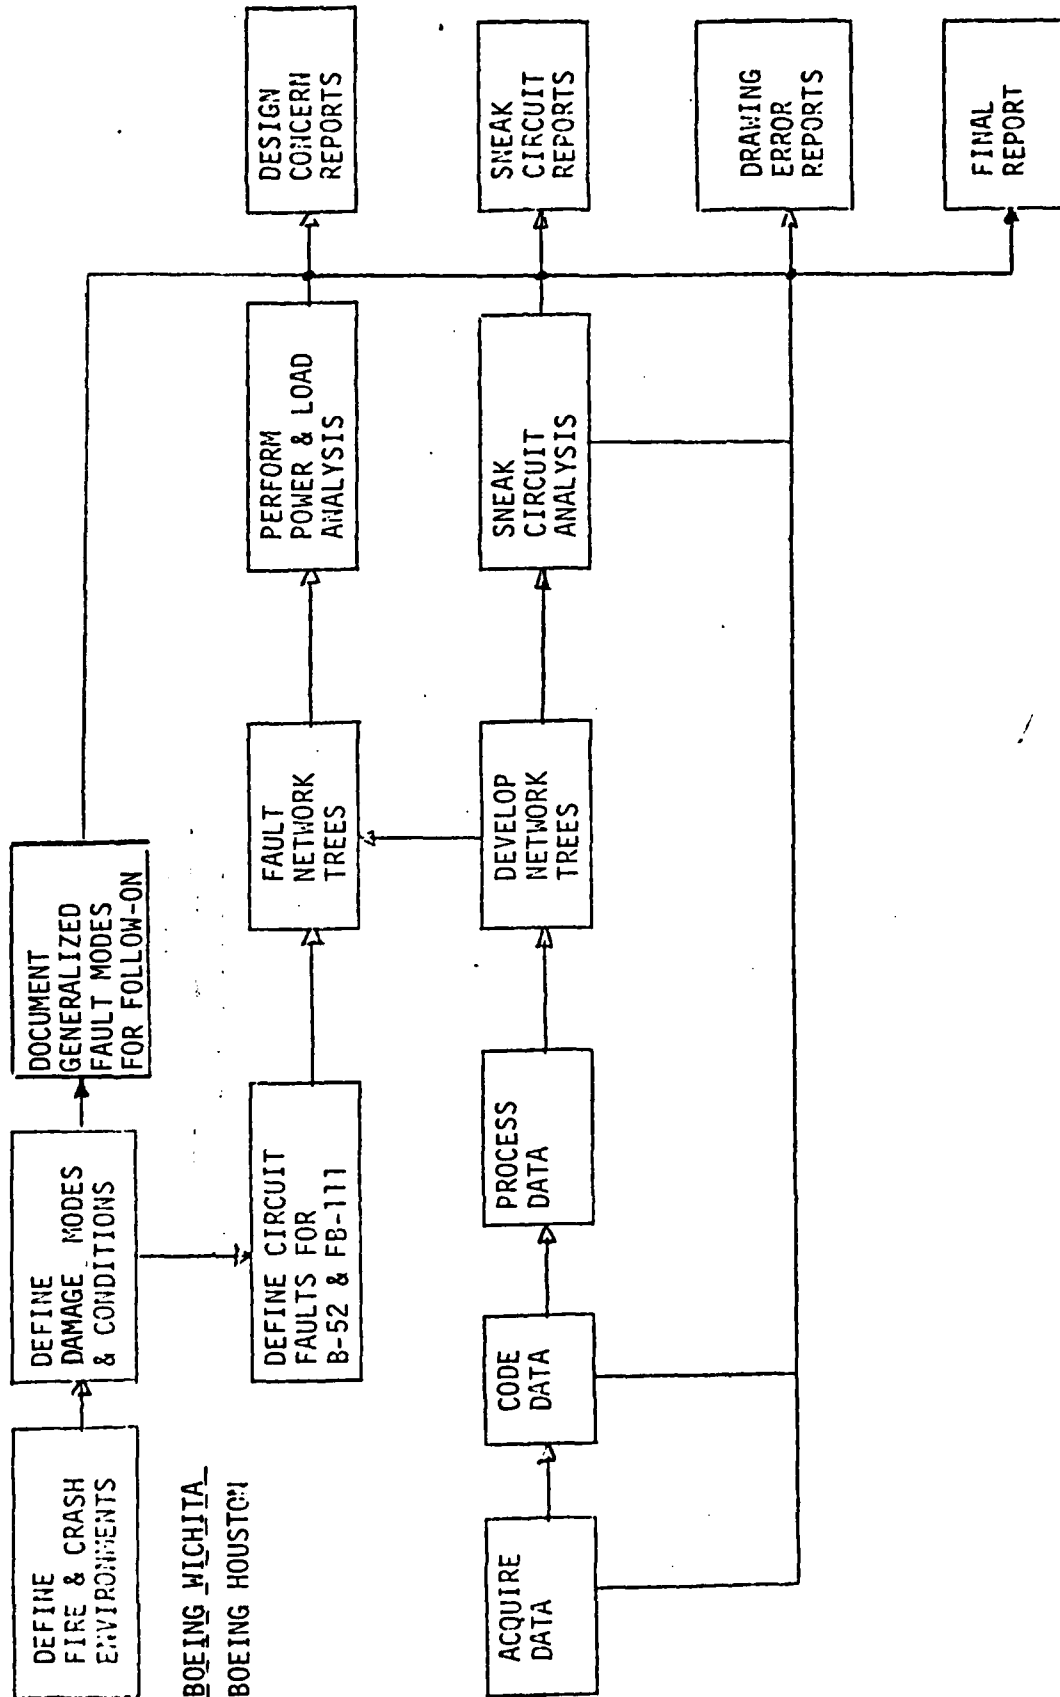 DEFINE
FIRE & CRASH
ENVIRONMENTS
DEFINE
DAMAGE MODES
& CONDITIONS
DOCUMENT
GENERALIZED
FAULT MODES
FOR FOLLOW-ON
BOEING WICHITA
BOEING HOUSTON
DEFINE CIRCUIT
FAULTS FOR
B-52 & FB-111
FAULT
NETWORK
TREES
PERFORM
POWER & LOAD
ANALYSIS
DESIGN
CONCERN
REPORTS
ACQUIRE
DATA
CODE
DATA
PROCESS
DATA
DEVELOP
NETWORK
TREES
SNEAK
CIRCUIT
ANALYSIS
SNEAK
CIRCUIT
REPORTS
DRAWING
ERROR
REPORTS
FINAL
REPORT